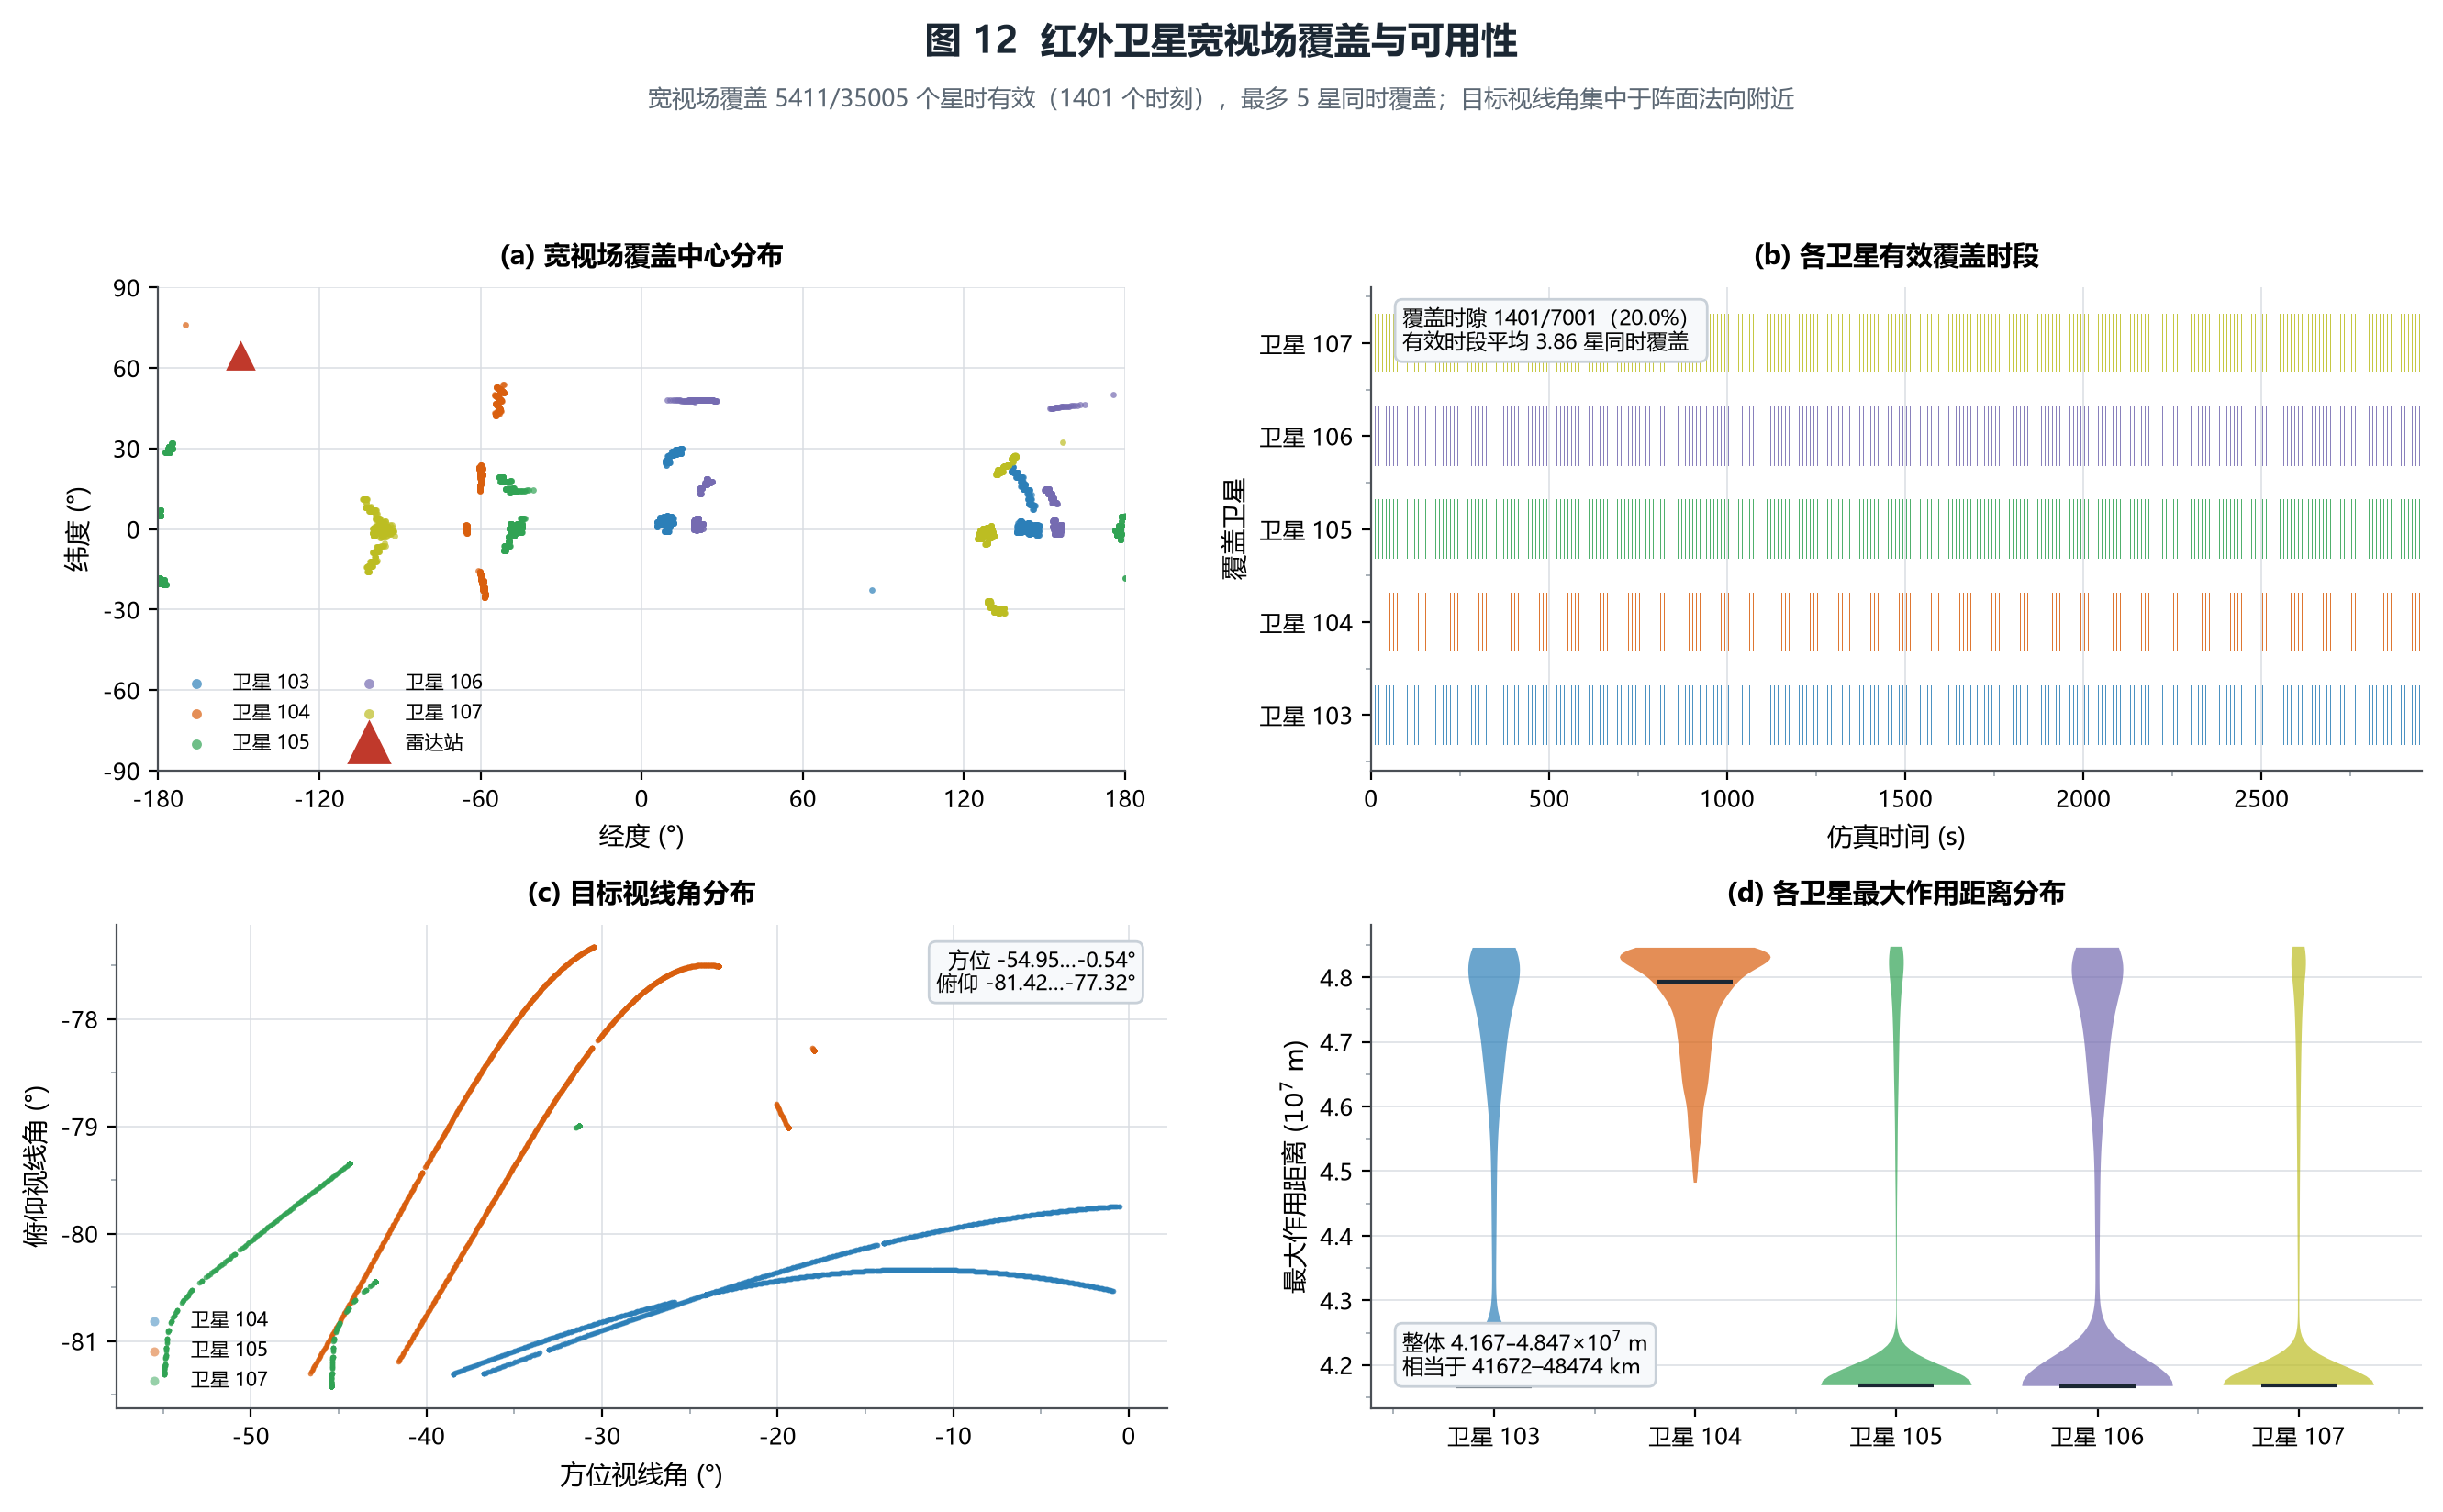 图 12 红外卫星宽视场覆盖与可用性
宽视场覆盖 5411/35005 个星时有效（1401 个时刻），最多 5 星同时覆盖；目标视线角集中于阵面法向附近
(a) 宽视场覆盖中心分布
90
60
30
0
-30
-60
-90
纬度 (°)
-180
-120
-60
0
60
120
180
经度 (°)
卫星 103
卫星 104
卫星 105
卫星 106
卫星 107
雷达站
(b) 各卫星有效覆盖时段
覆盖时隙 1401/7001（20.0%）
有效时段平均 3.86 星同时覆盖
卫星 107
卫星 106
卫星 105
卫星 104
卫星 103
覆盖卫星
0
500
1000
1500
2000
2500
仿真时间 (s)
(c) 目标视线角分布
方位 -54.95…-0.54°
俯仰 -81.42…-77.32°
-78
-79
-80
-81
俯仰视线角 (°)
卫星 104
卫星 105
卫星 107
-50
-40
-30
-20
-10
0
方位视线角 (°)
(d) 各卫星最大作用距离分布
4.8
4.7
4.6
4.5
4.4
4.3
4.2
最大作用距离 (10⁷ m)
整体 4.167–4.847×10⁷ m
相当于 41672–48474 km
卫星 103
卫星 104
卫星 105
卫星 106
卫星 107